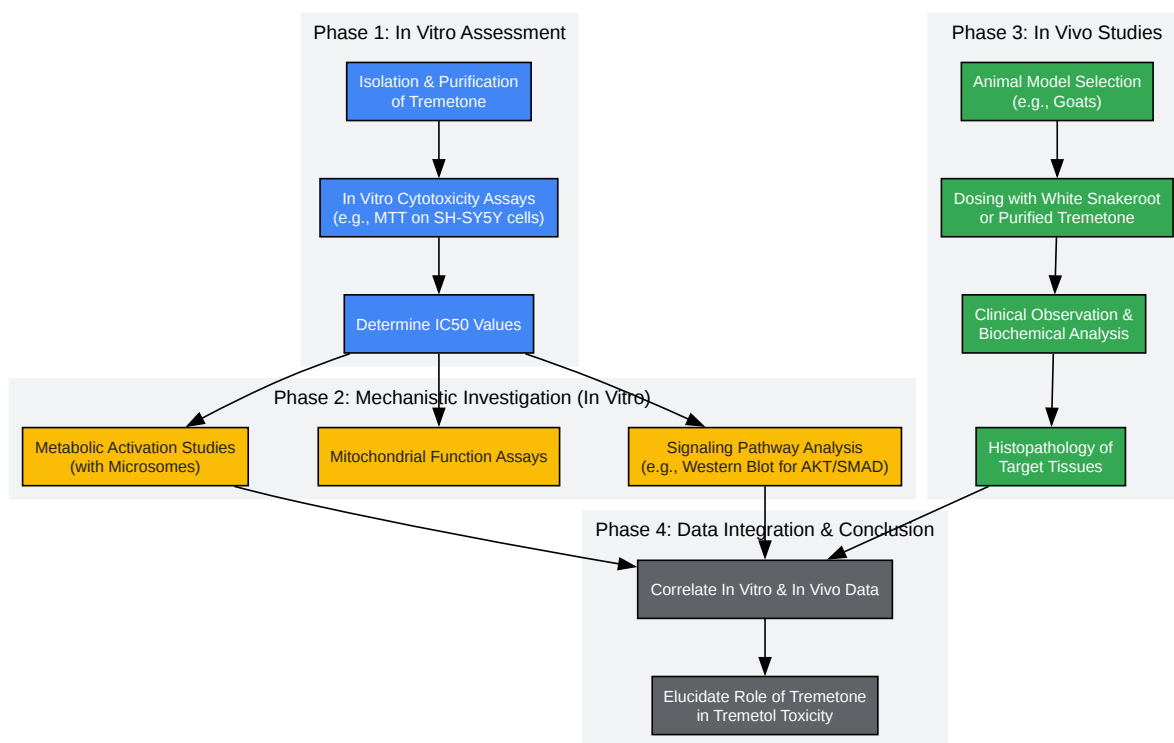 Phase 1: In Vitro Assessment
Isolation & Purification
of Tremetone
In Vitro Cytotoxicity Assays
(e.g., MTT on SH-SY5Y cells)
Determine IC50 Values
Phase 2: Mechanistic Investigation (In Vitro)
Metabolic Activation Studies
(with Microsomes)
Mitochondrial Function Assays
Signaling Pathway Analysis
(e.g., Western Blot for AKT/SMAD)
Phase 3: In Vivo Studies
Animal Model Selection
(e.g., Goats)
Dosing with White Snakeroot
or Purified Tremetone
Clinical Observation &
Biochemical Analysis
Histopathology of
Target Tissues
Phase 4: Data Integration & Conclusion
Correlate In Vitro & In Vivo Data
Elucidate Role of Tremetone
in Tremetol Toxicity